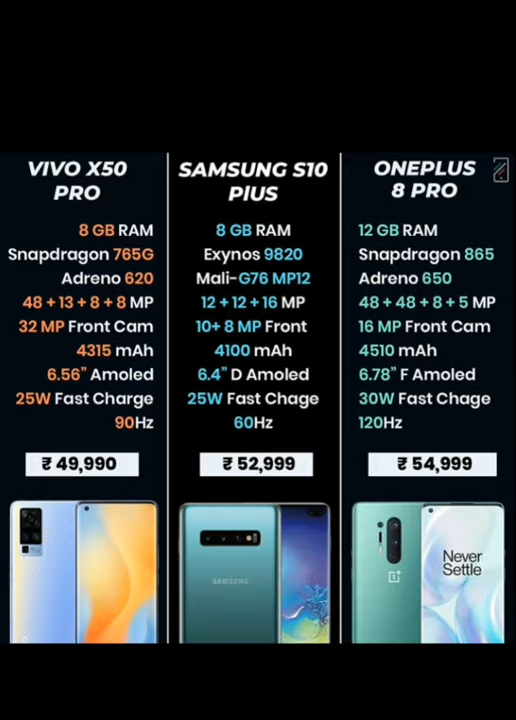 VIVO X50
PRO
8 GB RAM
Snapdragon 765G
Adreno 620
48 + 13 + 8 + 8 MP
32 MP Front Cam
4315 mAh
6.56” Amoled
25W Fast Charge
90Hz
₹ 49,990
SAMSUNG S10
PlUS
8 GB RAM
Exynos 9820
Mali-G76 MP12
12 + 12 + 16 MP
10+ 8 MP Front
4100 mAh
6.4” D Amoled
25W Fast Chage
60Hz
₹ 52,999
SAMSUNG
ONEPLUS
8 PRO
12 GB RAM
Snapdragon 865
Adreno 650
48 + 48 + 8 + 5 MP
16 MP Front Cam
4510 mAh
6.78” F Amoled
30W Fast Chage
120Hz
₹ 54,999
Never
Settle